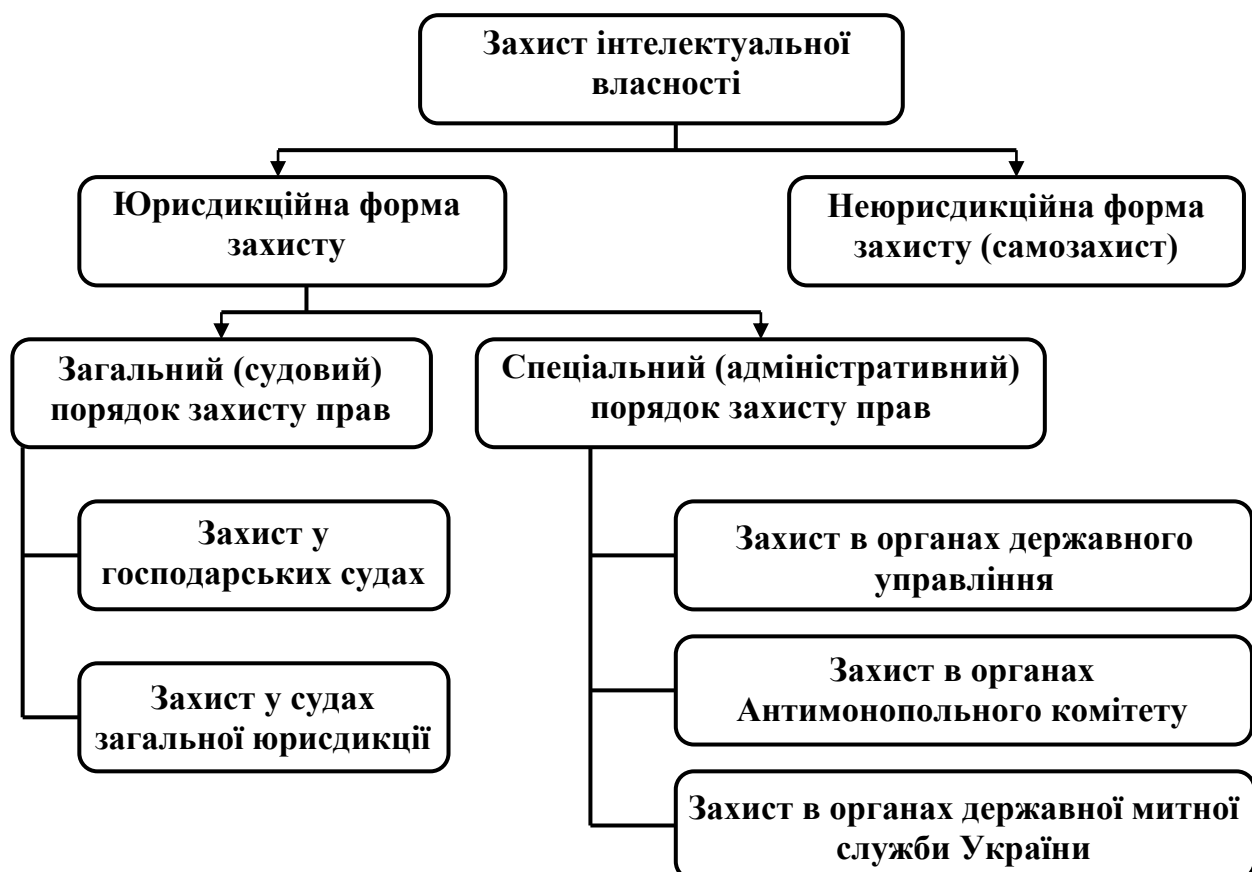 Захист інтелектуальної
власності
Юрисдикційна форма
захисту
Неюрисдикційна форма
захисту (самозахист)
Загальний (судовий)
порядок захисту прав
Спеціальний (адміністративний)
порядок захисту прав
Захист у
господарських судах
Захист у судах
загальної юрисдикції
Захист в органах державного
управління
Захист в органах
Антимонопольного комітету
Захист в органах державної митної
служби України